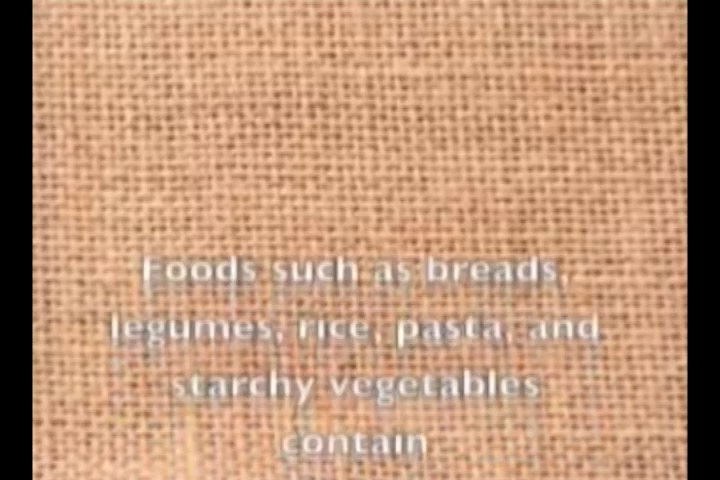 Foods such as breads,
legumes, rice, pasta, and
starchy vegetables
contain